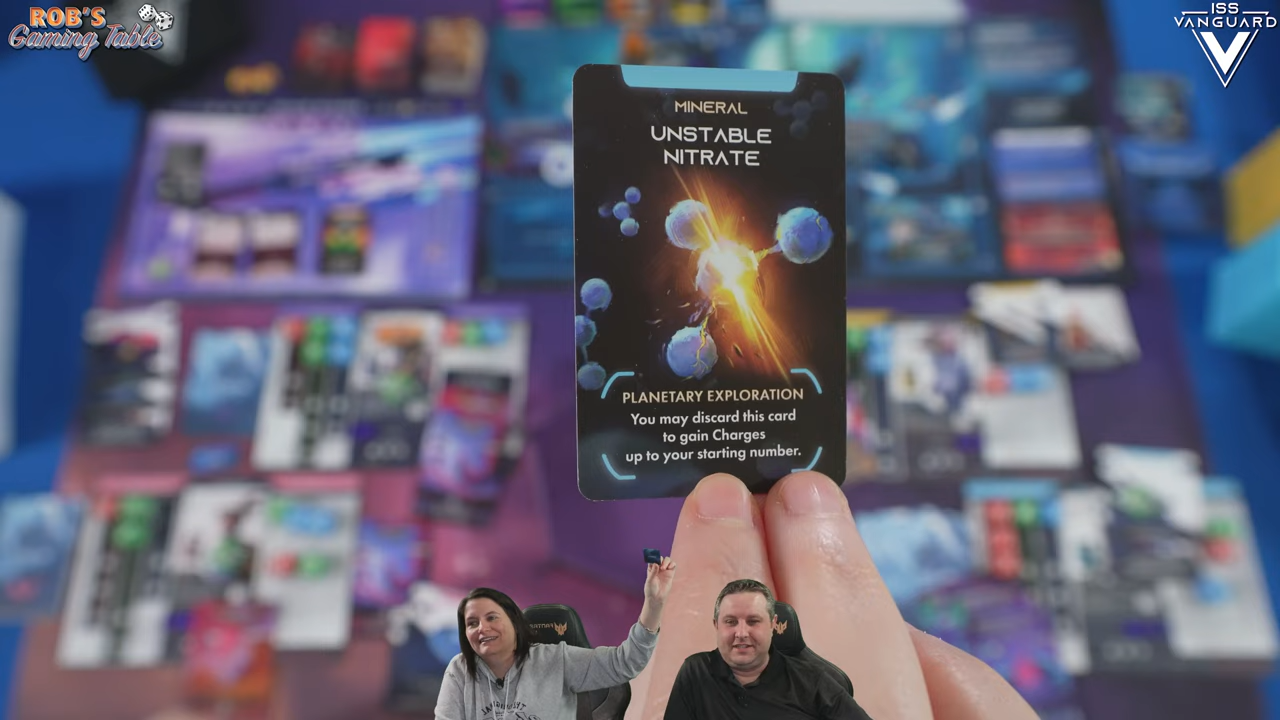 ROB'S
Gaming Table
ISS
VANGUARD
MINERAL
UNSTABLE
NITRATE
PLANETARY EXPLORATION
You may discard this card
to gain Charges
up to your starting number.